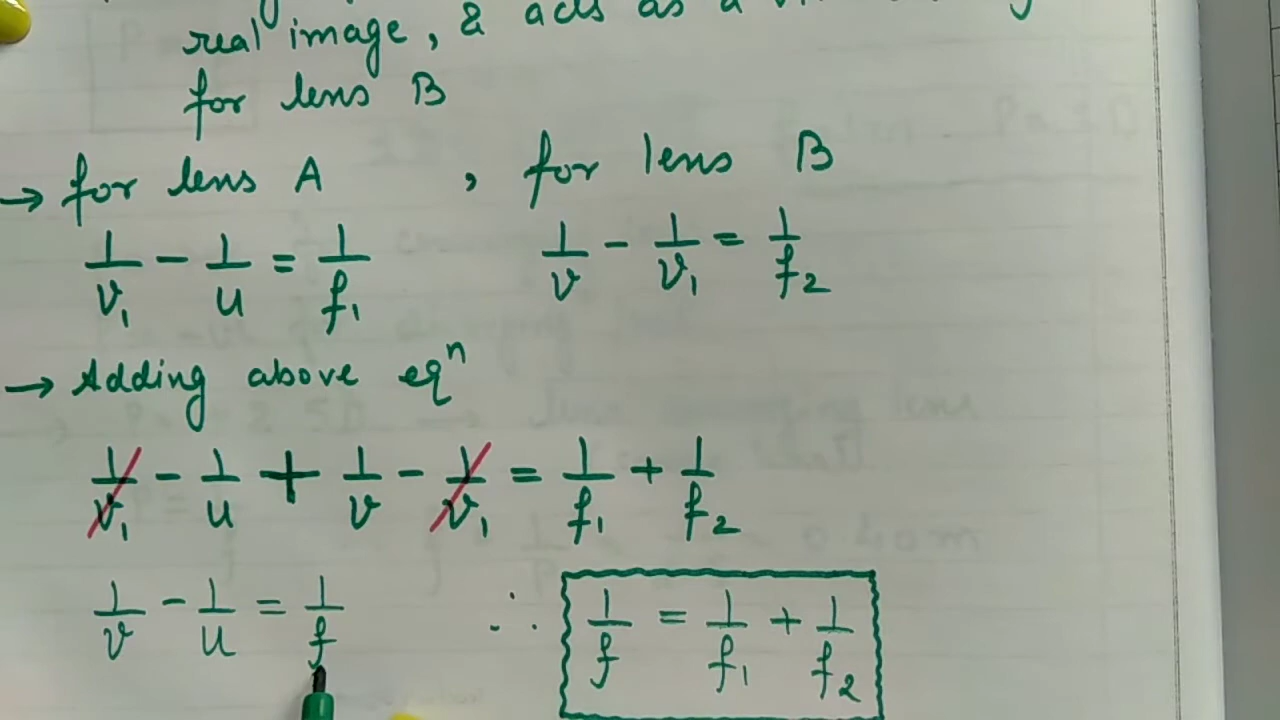 real image, & acts as a
for lens B
→ for lens A , for lens B
1/v₁ - 1/u = 1/f₁ 1/v - 1/v₁ = 1/f₂
→ Adding above eqⁿ
1/v₁ - 1/u + 1/v - 1/v₁ = 1/f₁ + 1/f₂
1/v - 1/u = 1/f ∴ 1/f = 1/f₁ + 1/f₂